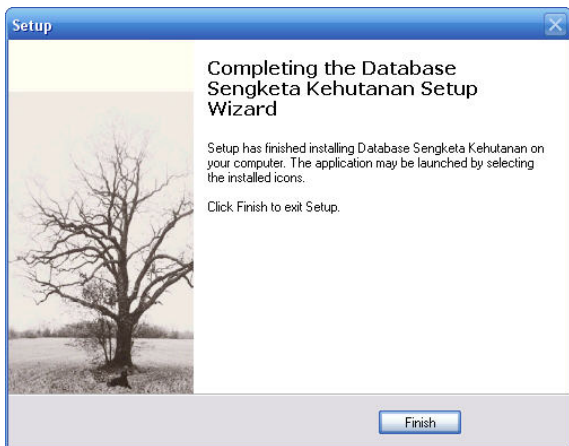 Setup
Completing the Database
Sengketa Kehutanan Setup
Wizard
Setup has finished installing Database Sengketa Kehutanan on
your computer. The application may be launched by selecting
the installed icons.
Click Finish to exit Setup.
Finish